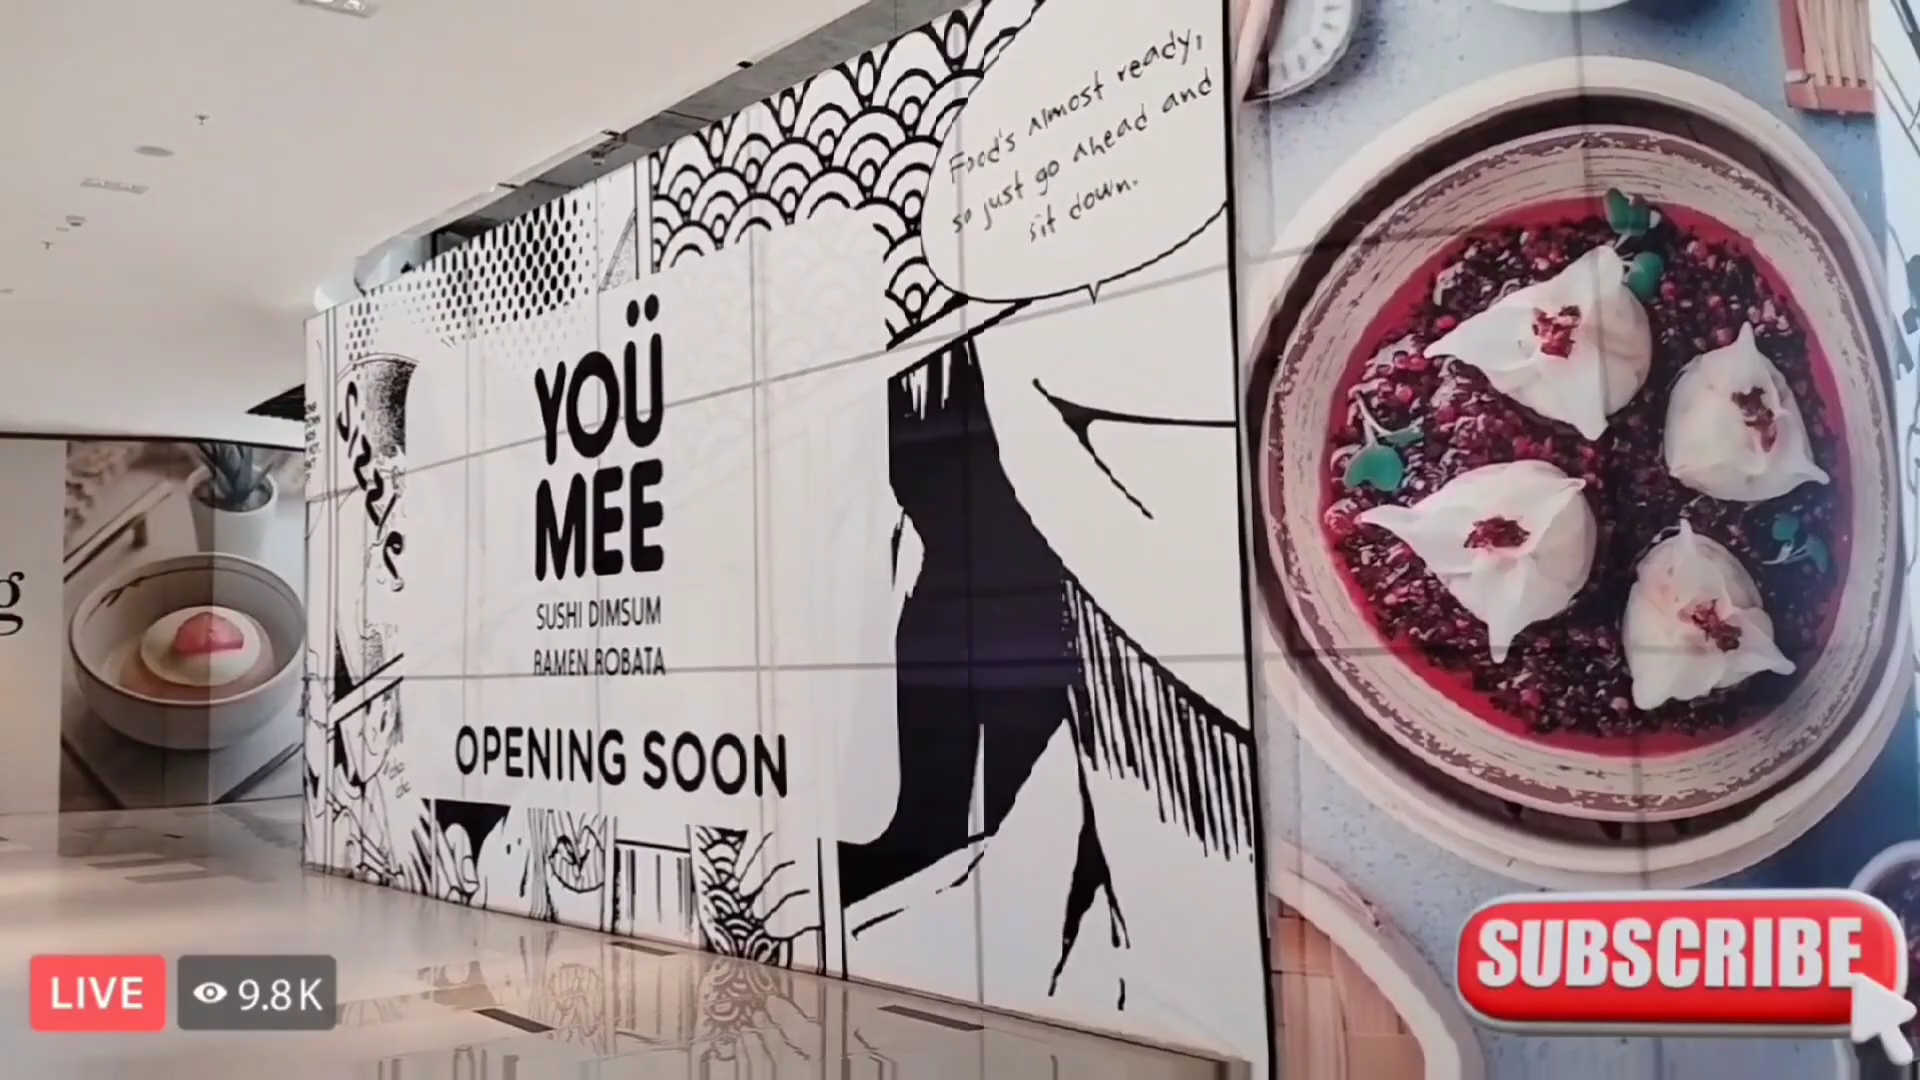 Food's almost ready,
so just go ahead and
sit down.
Sizzle
YOÜ
MEE
SUSHI DIMSUM
RAMEN ROBATA
OPENING SOON
g
LIVE
9.8K
SUBSCRIBE